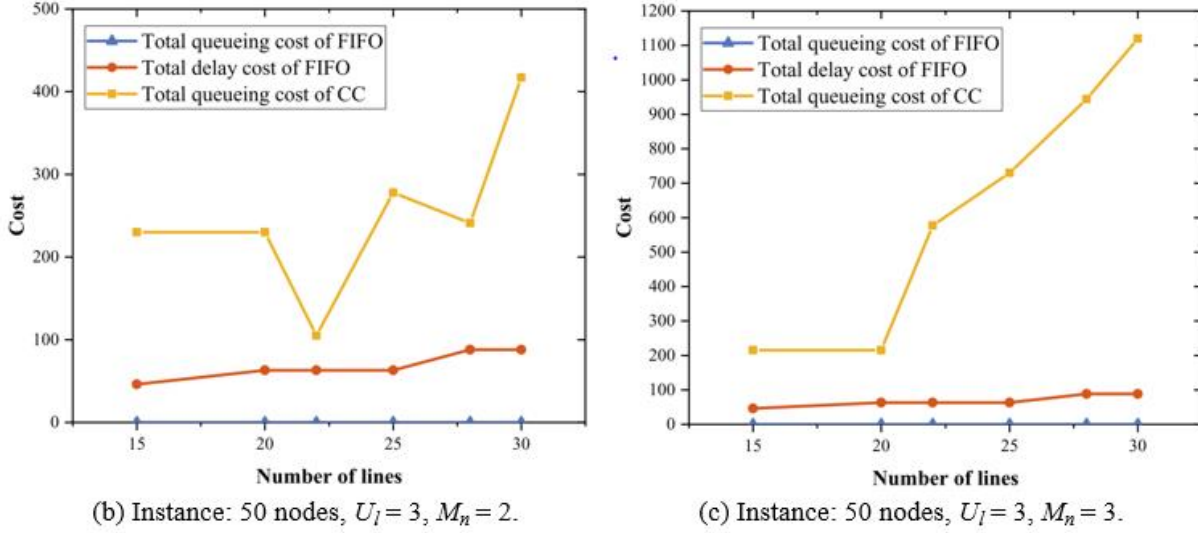 500
400
300
200
100
0
Cost
Total queueing cost of FIFO
Total delay cost of FIFO
Total queueing cost of CC
15 20 25 30
Number of lines
(b) Instance: 50 nodes, U_l = 3, M_n = 2.
1200
1100
1000
900
800
700
600
500
400
300
200
100
0
Cost
Total queueing cost of FIFO
Total delay cost of FIFO
Total queueing cost of CC
15 20 25 30
Number of lines
(c) Instance: 50 nodes, U_l = 3, M_n = 3.